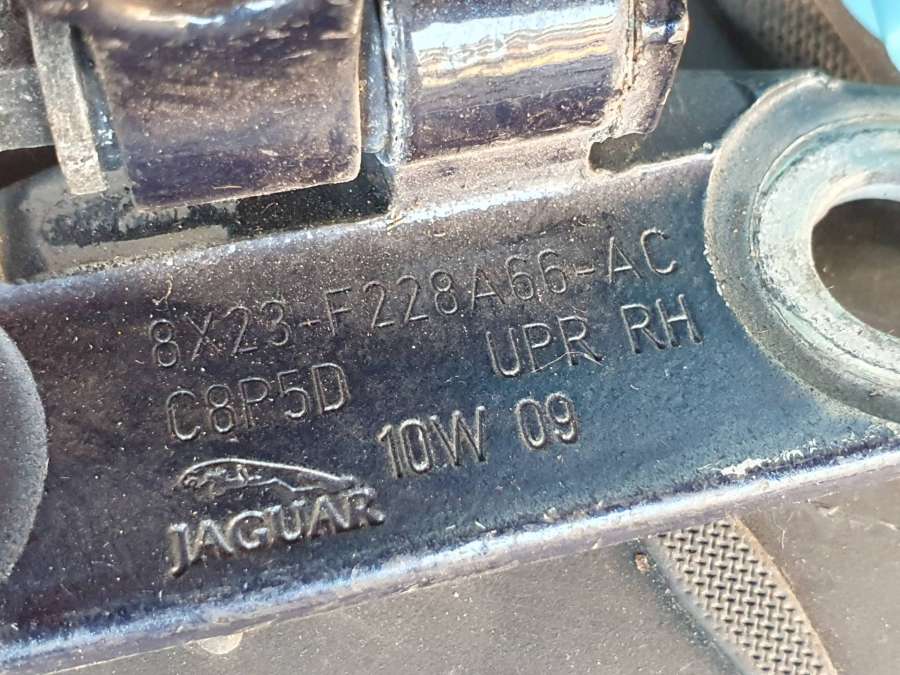 8X23-F228A66-AC
C8P5D UPR RH
10W 09
JAGUAR